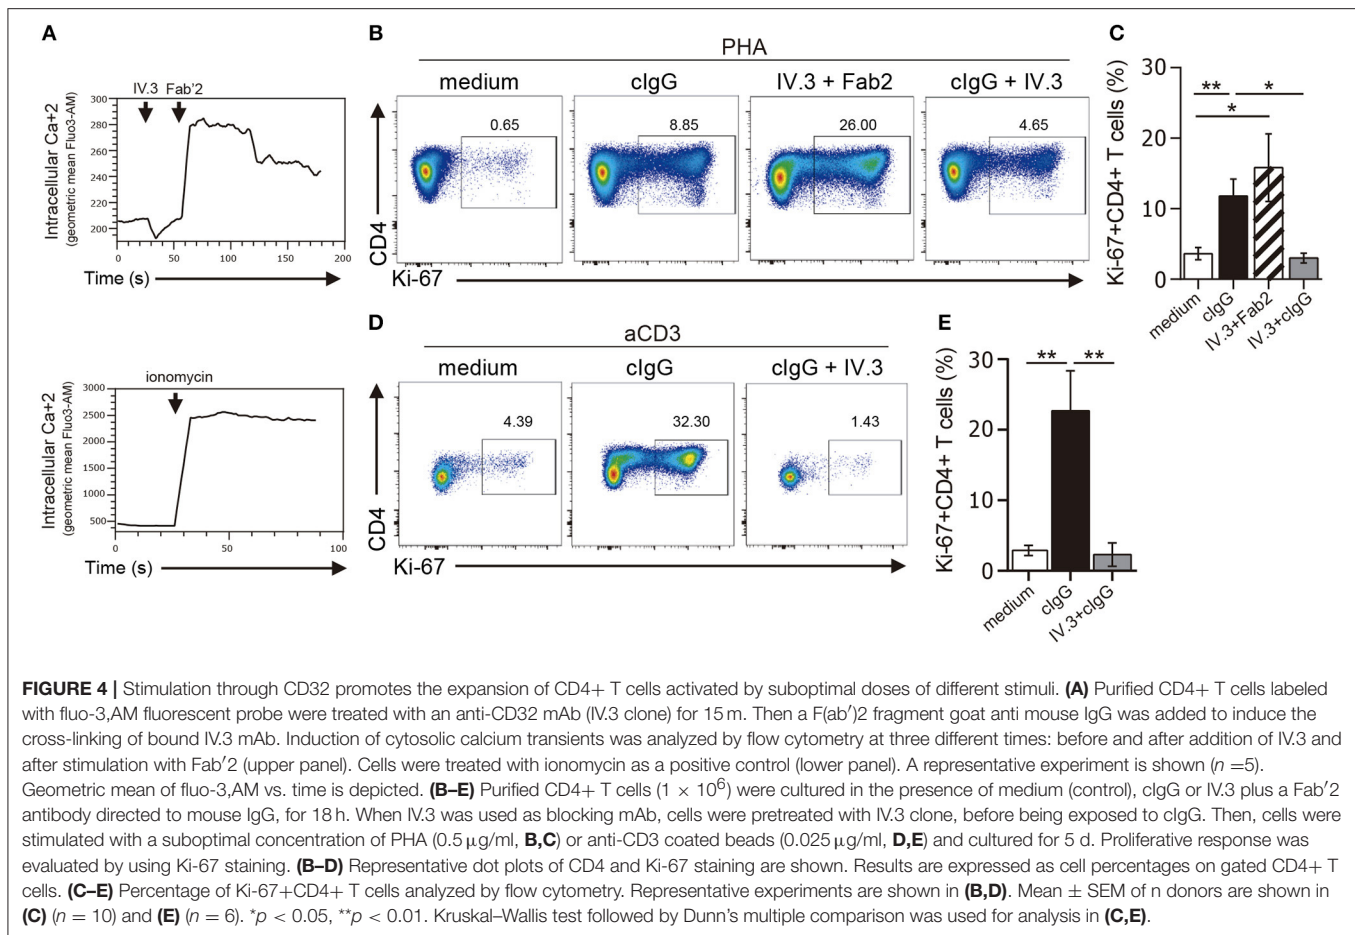 A
IV.3 Fab'2
Intracellular Ca+2
(geometric mean Fluo3-AM)
300
280
260
240
220
200
0 50 100 150 200
Time (s)
ionomycin
Intracellular Ca+2
(geometric mean Fluo3-AM)
3000
2500
2000
1500
1000
500
0 50 100
Time (s)
B
PHA
medium cIgG IV.3 + Fab2 cIgG + IV.3
0.65 8.85 26.00 4.65
CD4
Ki-67
C
Ki-67+CD4+ T cells (%)
30
20
10
0
** *
*
medium cIgG IV.3+Fab2 IV.3+cIgG
D
aCD3
medium cIgG cIgG + IV.3
4.39 32.30 1.43
CD4
Ki-67
E
Ki-67+CD4+ T cells (%)
30
20
10
0
** **
medium cIgG IV.3+cIgG
FIGURE 4 | Stimulation through CD32 promotes the expansion of CD4+ T cells activated by suboptimal doses of different stimuli. (A) Purified CD4+ T cells labeled
with fluo-3,AM fluorescent probe were treated with an anti-CD32 mAb (IV.3 clone) for 15 m. Then a F(ab′)2 fragment goat anti mouse IgG was added to induce the
cross-linking of bound IV.3 mAb. Induction of cytosolic calcium transients was analyzed by flow cytometry at three different times: before and after addition of IV.3 and
after stimulation with Fab′2 (upper panel). Cells were treated with ionomycin as a positive control (lower panel). A representative experiment is shown (n =5).
Geometric mean of fluo-3,AM vs. time is depicted. (B–E) Purified CD4+ T cells (1 × 10⁶) were cultured in the presence of medium (control), cIgG or IV.3 plus a Fab′2
antibody directed to mouse IgG, for 18 h. When IV.3 was used as blocking mAb, cells were pretreated with IV.3 clone, before being exposed to cIgG. Then, cells were
stimulated with a suboptimal concentration of PHA (0.5 μg/ml, B,C) or anti-CD3 coated beads (0.025 μg/ml, D,E) and cultured for 5 d. Proliferative response was
evaluated by using Ki-67 staining. (B–D) Representative dot plots of CD4 and Ki-67 staining are shown. Results are expressed as cell percentages on gated CD4+ T
cells. (C–E) Percentage of Ki-67+CD4+ T cells analyzed by flow cytometry. Representative experiments are shown in (B,D). Mean ± SEM of n donors are shown in
(C) (n = 10) and (E) (n = 6). *p < 0.05, **p < 0.01. Kruskal–Wallis test followed by Dunn's multiple comparison was used for analysis in (C,E).